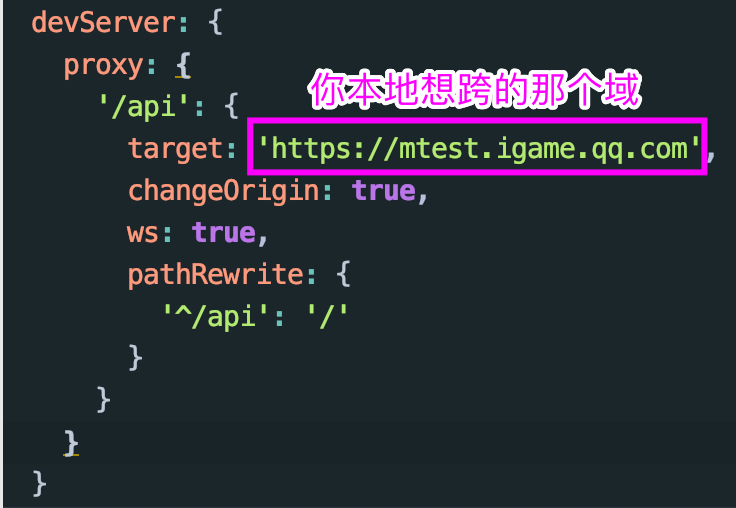 devServer: {
proxy: {
你本地想跨的那个域
'/api': {
target: 'https://mtest.igame.qq.com',
changeOrigin: true,
ws: true,
pathRewrite: {
'^/api': '/'
}
}
}
}